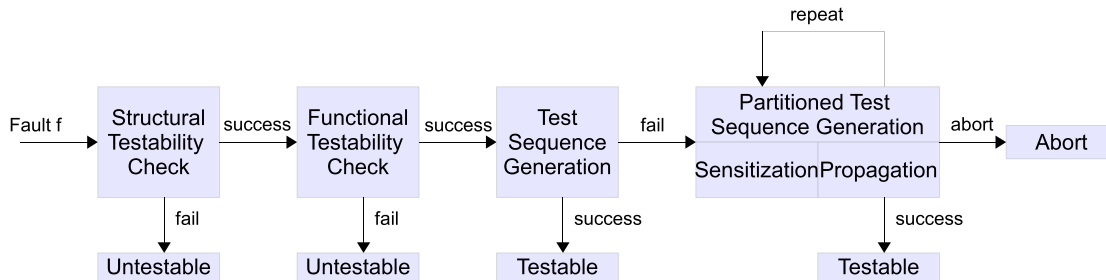 repeat
Fault f
Structural
Testability
Check
success
Functional
Testability
Check
success
Test
Sequence
Generation
fail
Partitioned Test
Sequence Generation
Sensitization
Propagation
abort
Abort
fail
fail
success
success
Untestable
Untestable
Testable
Testable